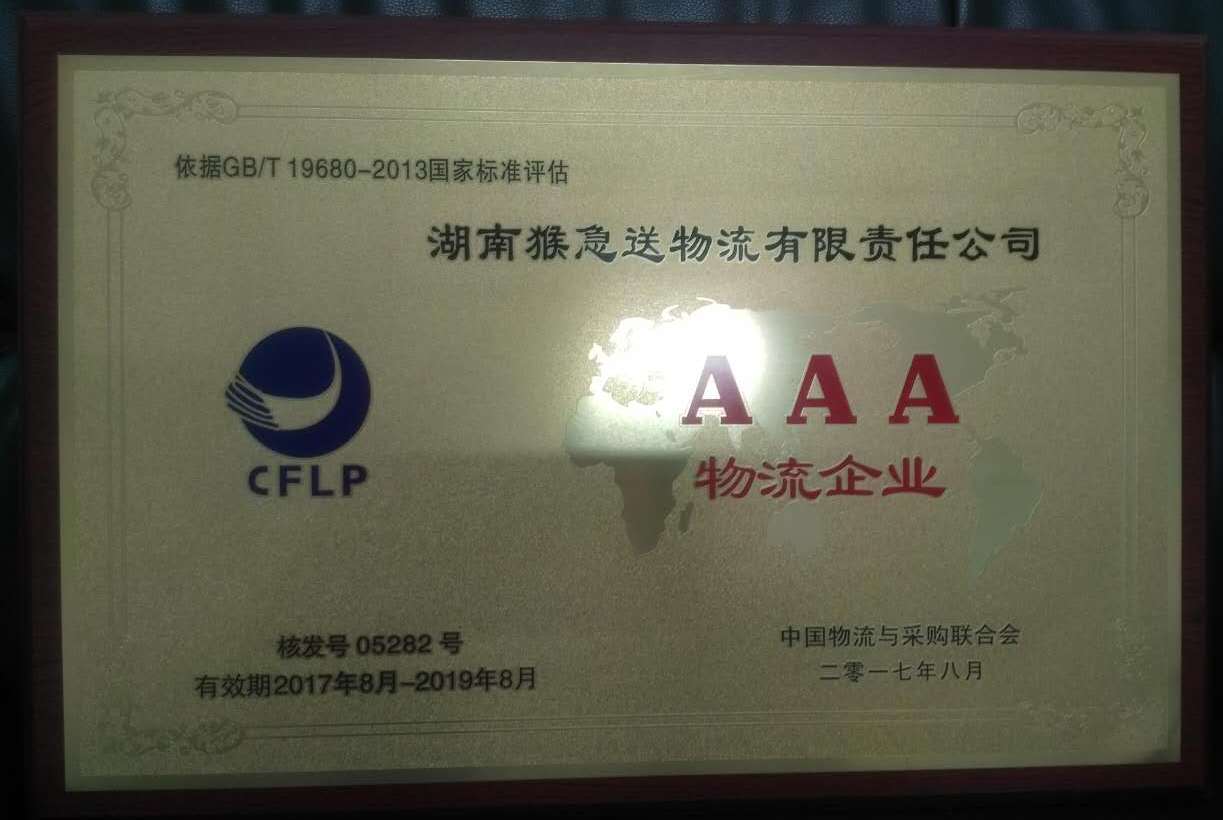 依据GB/T 19680-2013国家标准评估
湖南猴急送物流有限责任公司
CFLP
AAA
物流企业
核发号 05282 号
有效期2017年8月-2019年8月
中国物流与采购联合会
二零一七年八月